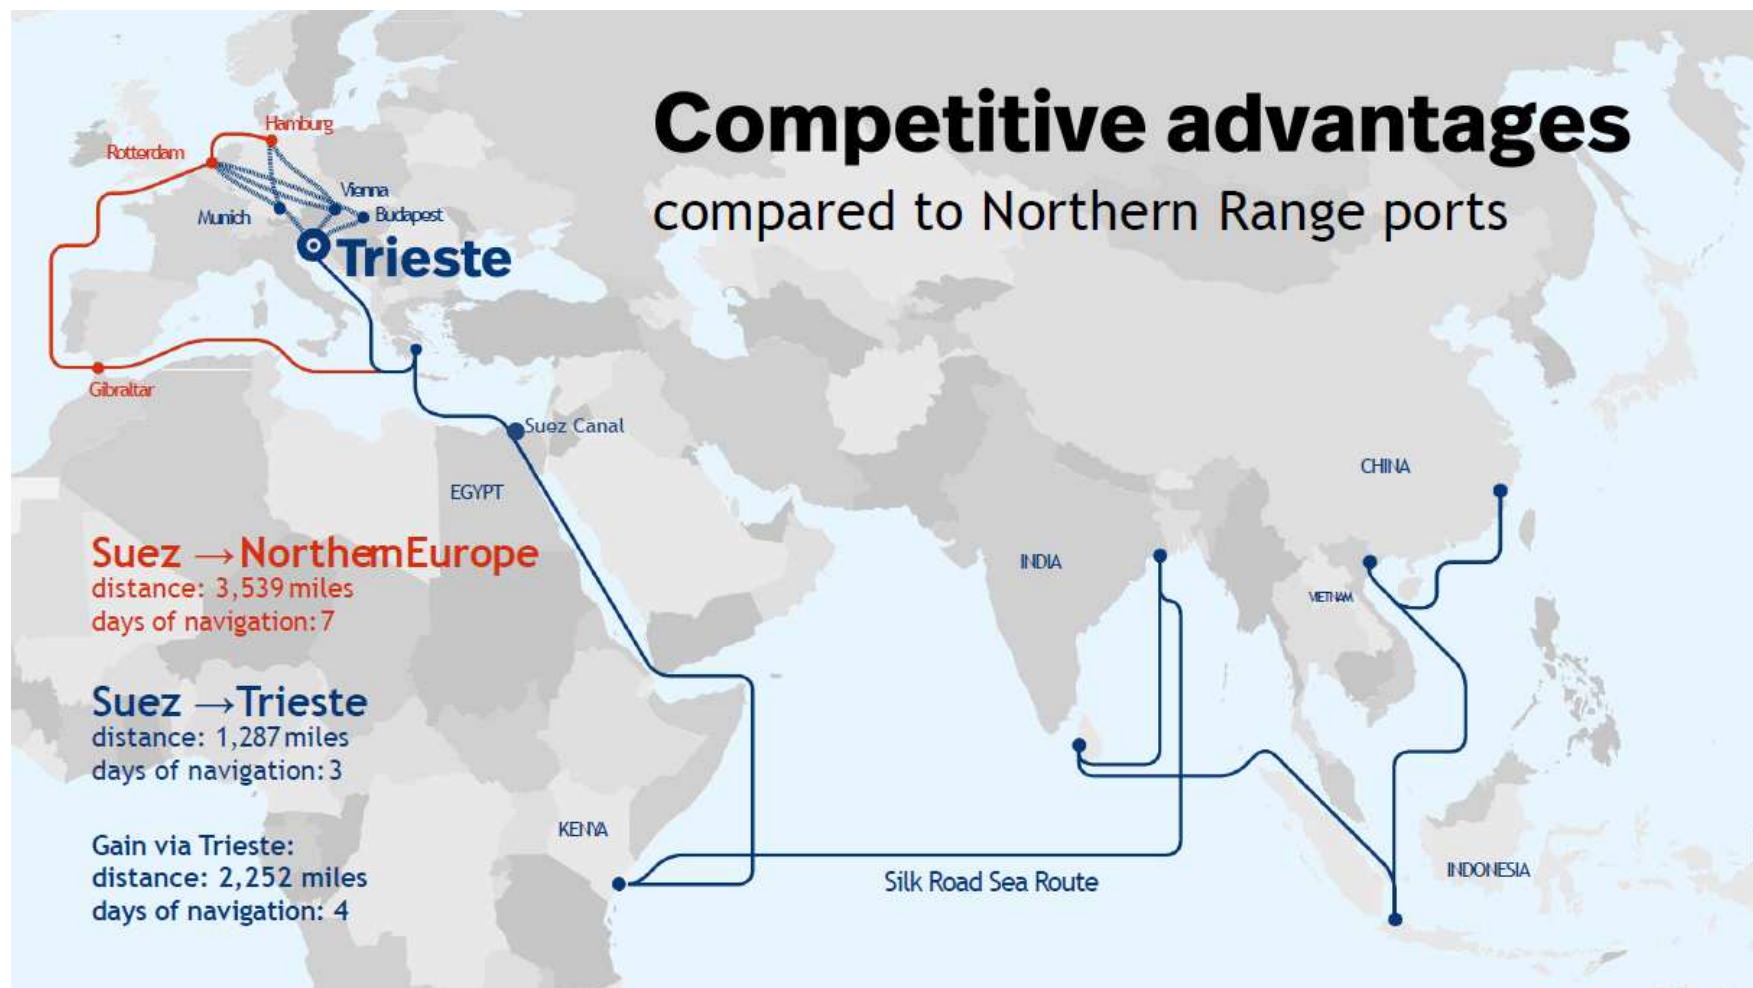 Competitive advantages
compared to Northern Range ports
Hamburg
Rotterdam
Vienna
Munich
Budapest
Trieste
Gibraltar
Suez Canal
EGYPT
CHINA
INDIA
VIETNAM
KENYA
INDONESIA
Silk Road Sea Route
Suez → Northern Europe
distance: 3,539 miles
days of navigation: 7
Suez → Trieste
distance: 1,287 miles
days of navigation: 3
Gain via Trieste:
distance: 2,252 miles
days of navigation: 4